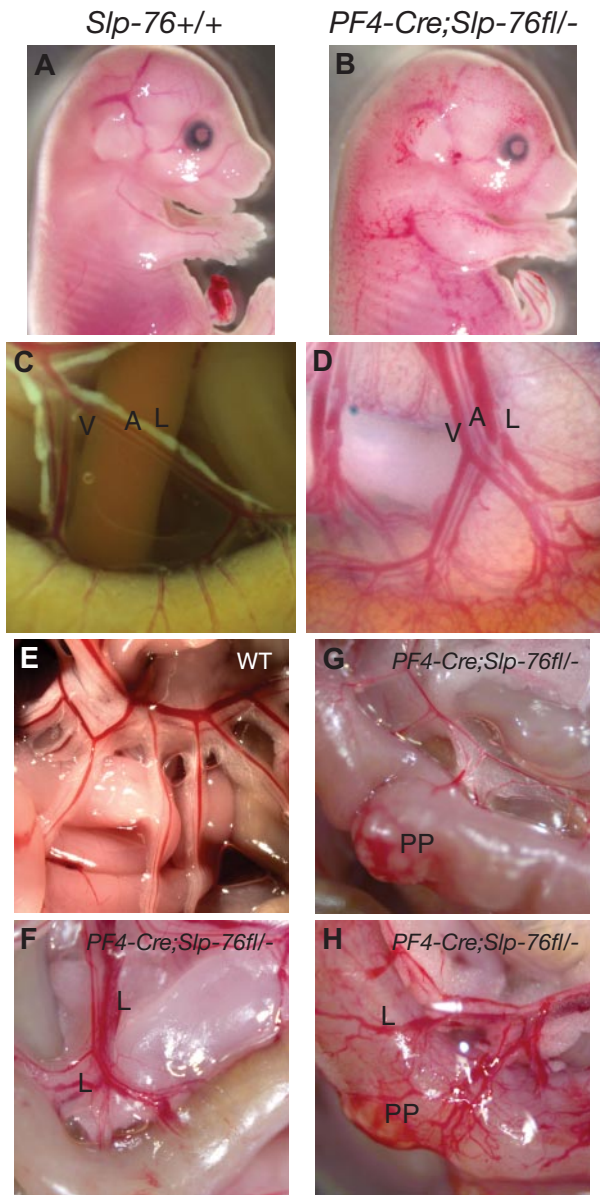 Slp-76+/+ PF4-Cre;Slp-76fl/-
A B
C D
V A L V A L
E WT G PF4-Cre;Slp-76fl/-
PP
F PF4-Cre;Slp-76fl/- H PF4-Cre;Slp-76fl/-
L L
L PP